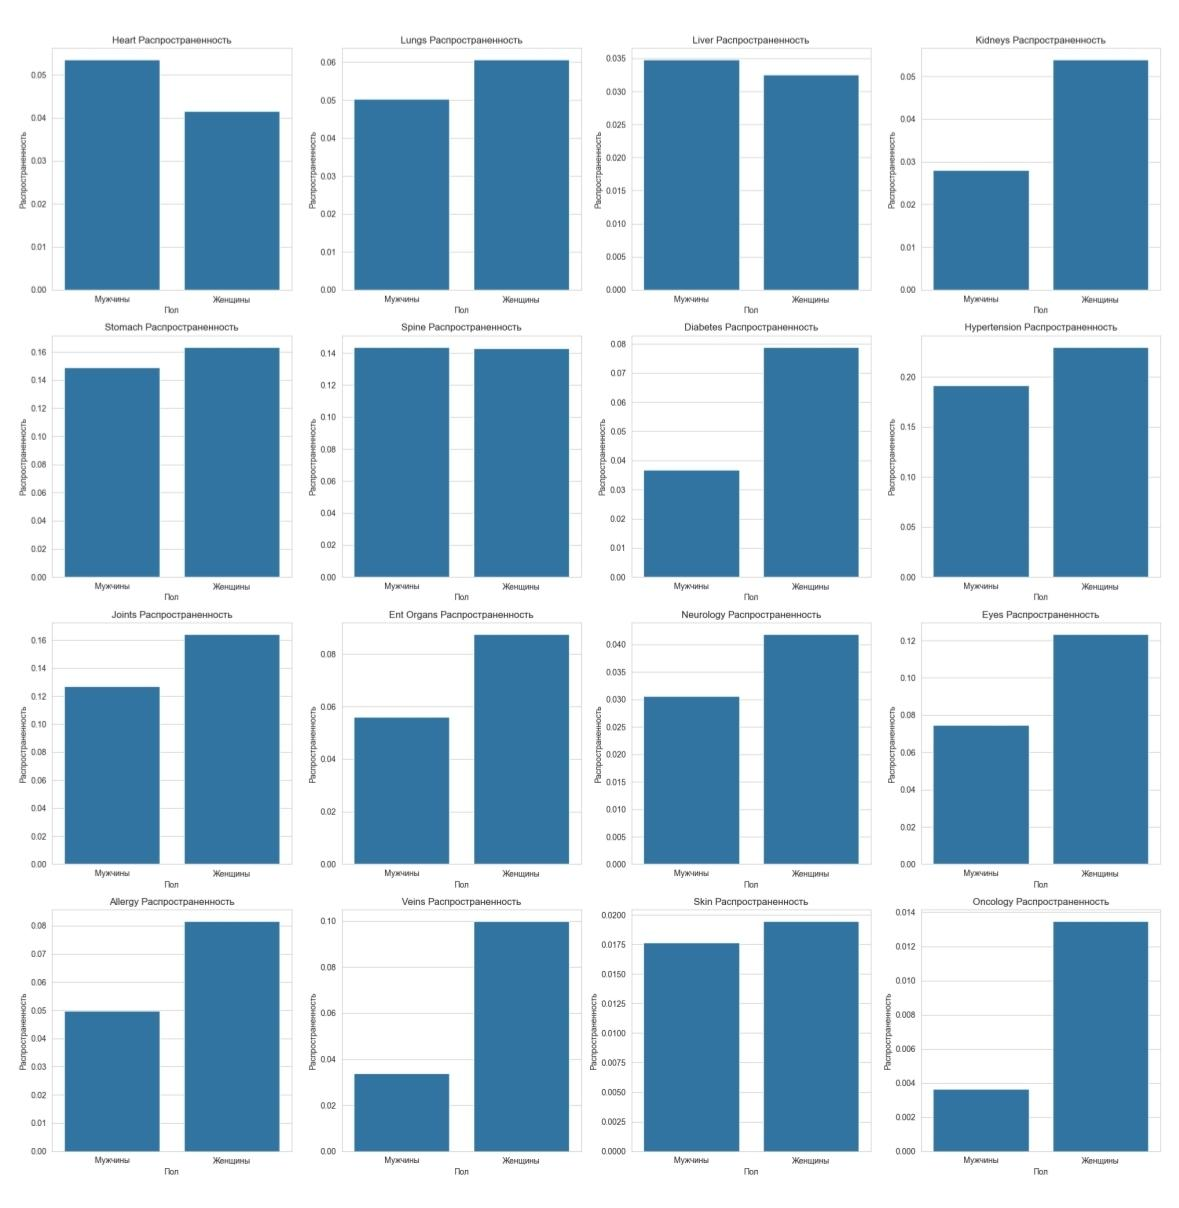 Heart Распространенность
Распространенность
0.05
0.04
0.03
0.02
0.01
0.00
Мужчины Женщины
Пол
Lungs Распространенность
Распространенность
0.06
0.05
0.04
0.03
0.02
0.01
0.00
Мужчины Женщины
Пол
Liver Распространенность
Распространенность
0.035
0.030
0.025
0.020
0.015
0.010
0.005
0.000
Мужчины Женщины
Пол
Kidneys Распространенность
Распространенность
0.05
0.04
0.03
0.02
0.01
0.00
Мужчины Женщины
Пол
Stomach Распространенность
Распространенность
0.16
0.14
0.12
0.10
0.08
0.06
0.04
0.02
0.00
Мужчины Женщины
Пол
Spine Распространенность
Распространенность
0.14
0.12
0.10
0.08
0.06
0.04
0.02
0.00
Мужчины Женщины
Пол
Diabetes Распространенность
Распространенность
0.08
0.07
0.06
0.05
0.04
0.03
0.02
0.01
0.00
Мужчины Женщины
Пол
Hypertension Распространенность
Распространенность
0.20
0.15
0.10
0.05
0.00
Мужчины Женщины
Пол
Joints Распространенность
Распространенность
0.16
0.14
0.12
0.10
0.08
0.06
0.04
0.02
0.00
Мужчины Женщины
Пол
Ent Organs Распространенность
Распространенность
0.08
0.06
0.04
0.02
0.00
Мужчины Женщины
Пол
Neurology Распространенность
Распространенность
0.040
0.035
0.030
0.025
0.020
0.015
0.010
0.005
0.000
Мужчины Женщины
Пол
Eyes Распространенность
Распространенность
0.12
0.10
0.08
0.06
0.04
0.02
0.00
Мужчины Женщины
Пол
Allergy Распространенность
Распространенность
0.08
0.07
0.06
0.05
0.04
0.03
0.02
0.01
0.00
Мужчины Женщины
Пол
Veins Распространенность
Распространенность
0.10
0.08
0.06
0.04
0.02
0.00
Мужчины Женщины
Пол
Skin Распространенность
Распространенность
0.0200
0.0175
0.0150
0.0125
0.0100
0.0075
0.0050
0.0025
0.0000
Мужчины Женщины
Пол
Oncology Распространенность
Распространенность
0.014
0.012
0.010
0.008
0.006
0.004
0.002
0.000
Мужчины Женщины
Пол